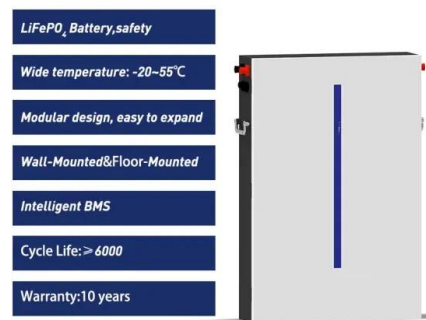 LiFePO₄ Battery,safety
Wide temperature: -20~55℃
Modular design, easy to expand
Wall-Mounted&Floor-Mounted
Intelligent BMS
Cycle Life:≥6000
Warranty:10 years